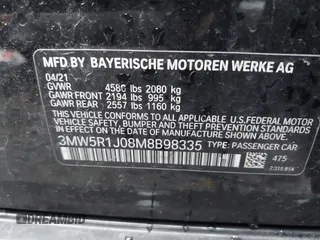 MFD.BY BAYERISCHE MOTOREN WERKE AG
04/21
GVWR 4586 lbs 2080 kg
GAWR FRONT 2194 lbs 995 kg
GAWR REAR 2557 lbs 1160 kg
THIS VEHICLE CONFORMS TO ALL APPLICABLE U.S.FEDERAL MOTOR
VEHICLE SAFETY, BUMPER, AND THEFT PREVENTION STANDARDS
IN EFFECT ON THE DATE OF MANUFACTURE SHOWN ABOVE.
3MW5R1J08M8B98335 TYPE: PASSENGER CAR
475
DREAMBID